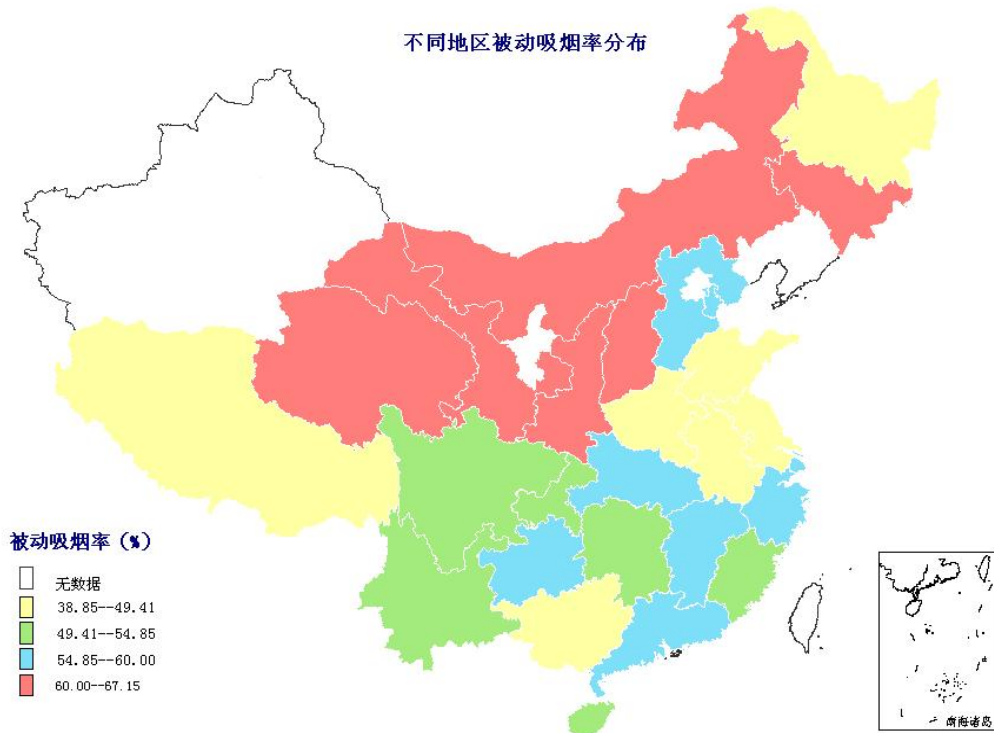 不同地区被动吸烟率分布
被动吸烟率（%）
无数据
38.85--49.41
49.41--54.85
54.85--60.00
60.00--67.15
南海诸岛